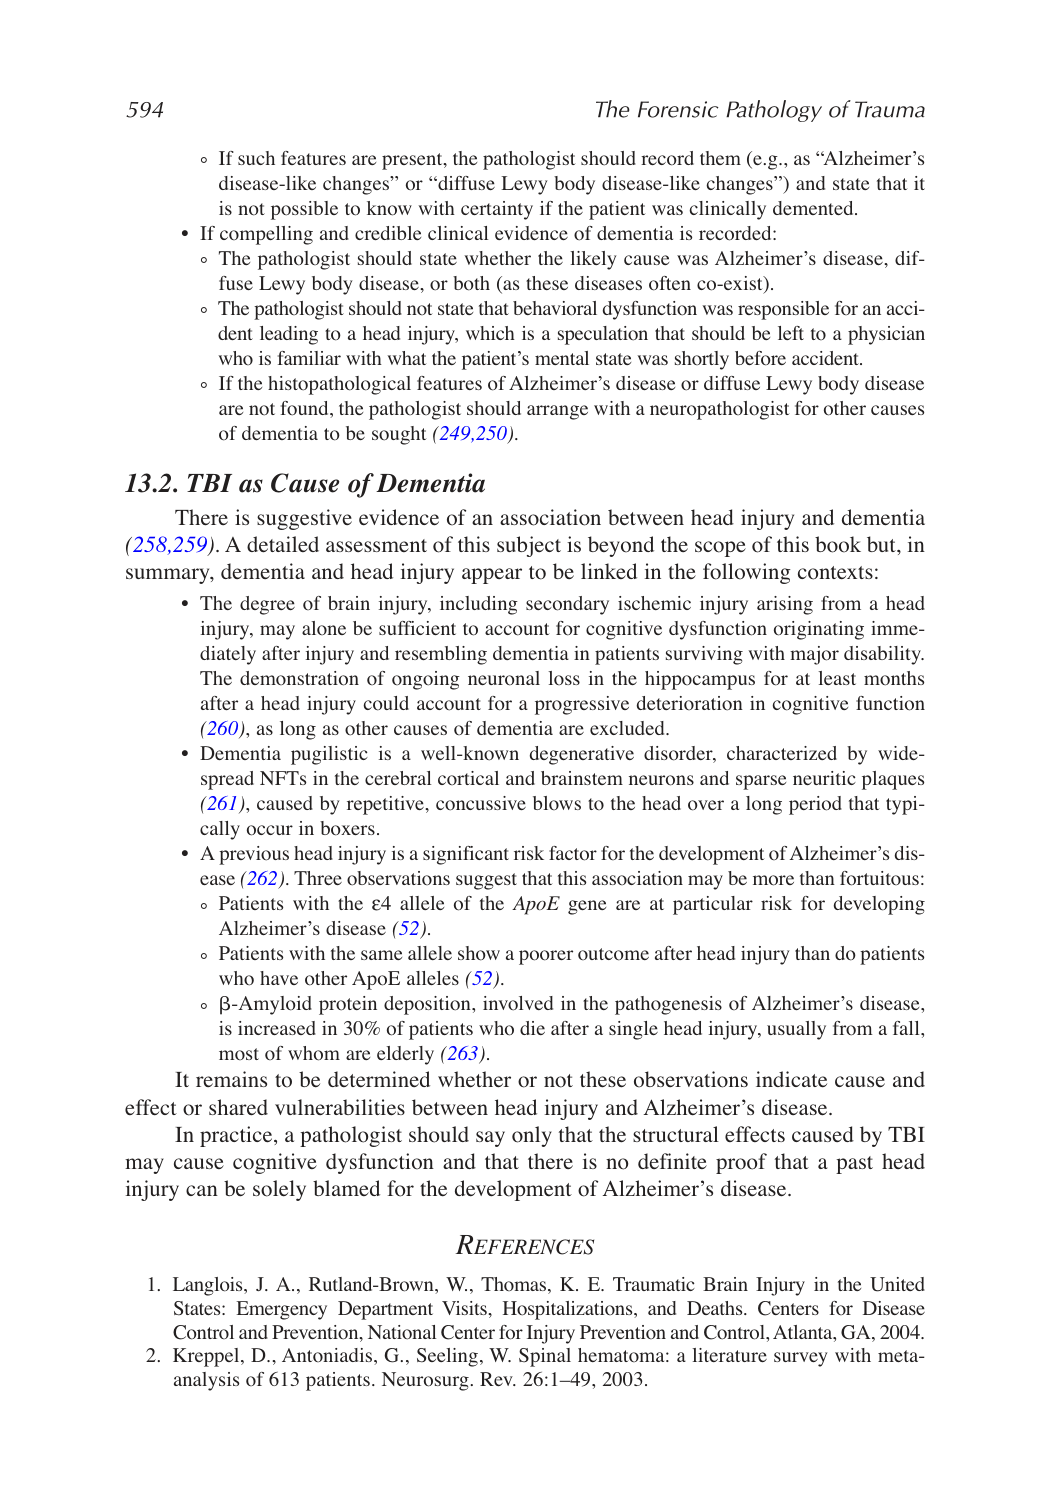 594 The Forensic Pathology of Trauma
◦ If such features are present, the pathologist should record them (e.g., as “Alzheimer’s
disease-like changes” or “diffuse Lewy body disease-like changes”) and state that it
is not possible to know with certainty if the patient was clinically demented.
• If compelling and credible clinical evidence of dementia is recorded:
◦ The pathologist should state whether the likely cause was Alzheimer’s disease, dif-
fuse Lewy body disease, or both (as these diseases often co-exist).
◦ The pathologist should not state that behavioral dysfunction was responsible for an acci-
dent leading to a head injury, which is a speculation that should be left to a physician
who is familiar with what the patient’s mental state was shortly before accident.
◦ If the histopathological features of Alzheimer’s disease or diffuse Lewy body disease
are not found, the pathologist should arrange with a neuropathologist for other causes
of dementia to be sought (249,250).
13.2. TBI as Cause of Dementia
There is suggestive evidence of an association between head injury and dementia
(258,259). A detailed assessment of this subject is beyond the scope of this book but, in
summary, dementia and head injury appear to be linked in the following contexts:
• The degree of brain injury, including secondary ischemic injury arising from a head
injury, may alone be sufficient to account for cognitive dysfunction originating imme-
diately after injury and resembling dementia in patients surviving with major disability.
The demonstration of ongoing neuronal loss in the hippocampus for at least months
after a head injury could account for a progressive deterioration in cognitive function
(260), as long as other causes of dementia are excluded.
• Dementia pugilistic is a well-known degenerative disorder, characterized by wide-
spread NFTs in the cerebral cortical and brainstem neurons and sparse neuritic plaques
(261), caused by repetitive, concussive blows to the head over a long period that typi-
cally occur in boxers.
• A previous head injury is a significant risk factor for the development of Alzheimer’s dis-
ease (262). Three observations suggest that this association may be more than fortuitous:
◦ Patients with the ε4 allele of the ApoE gene are at particular risk for developing
Alzheimer’s disease (52).
◦ Patients with the same allele show a poorer outcome after head injury than do patients
who have other ApoE alleles (52).
◦ β-Amyloid protein deposition, involved in the pathogenesis of Alzheimer’s disease,
is increased in 30% of patients who die after a single head injury, usually from a fall,
most of whom are elderly (263).
It remains to be determined whether or not these observations indicate cause and
effect or shared vulnerabilities between head injury and Alzheimer’s disease.
In practice, a pathologist should say only that the structural effects caused by TBI
may cause cognitive dysfunction and that there is no definite proof that a past head
injury can be solely blamed for the development of Alzheimer’s disease.
REFERENCES
1. Langlois, J. A., Rutland-Brown, W., Thomas, K. E. Traumatic Brain Injury in the United
States: Emergency Department Visits, Hospitalizations, and Deaths. Centers for Disease
Control and Prevention, National Center for Injury Prevention and Control, Atlanta, GA, 2004.
2. Kreppel, D., Antoniadis, G., Seeling, W. Spinal hematoma: a literature survey with meta-
analysis of 613 patients. Neurosurg. Rev. 26:1–49, 2003.